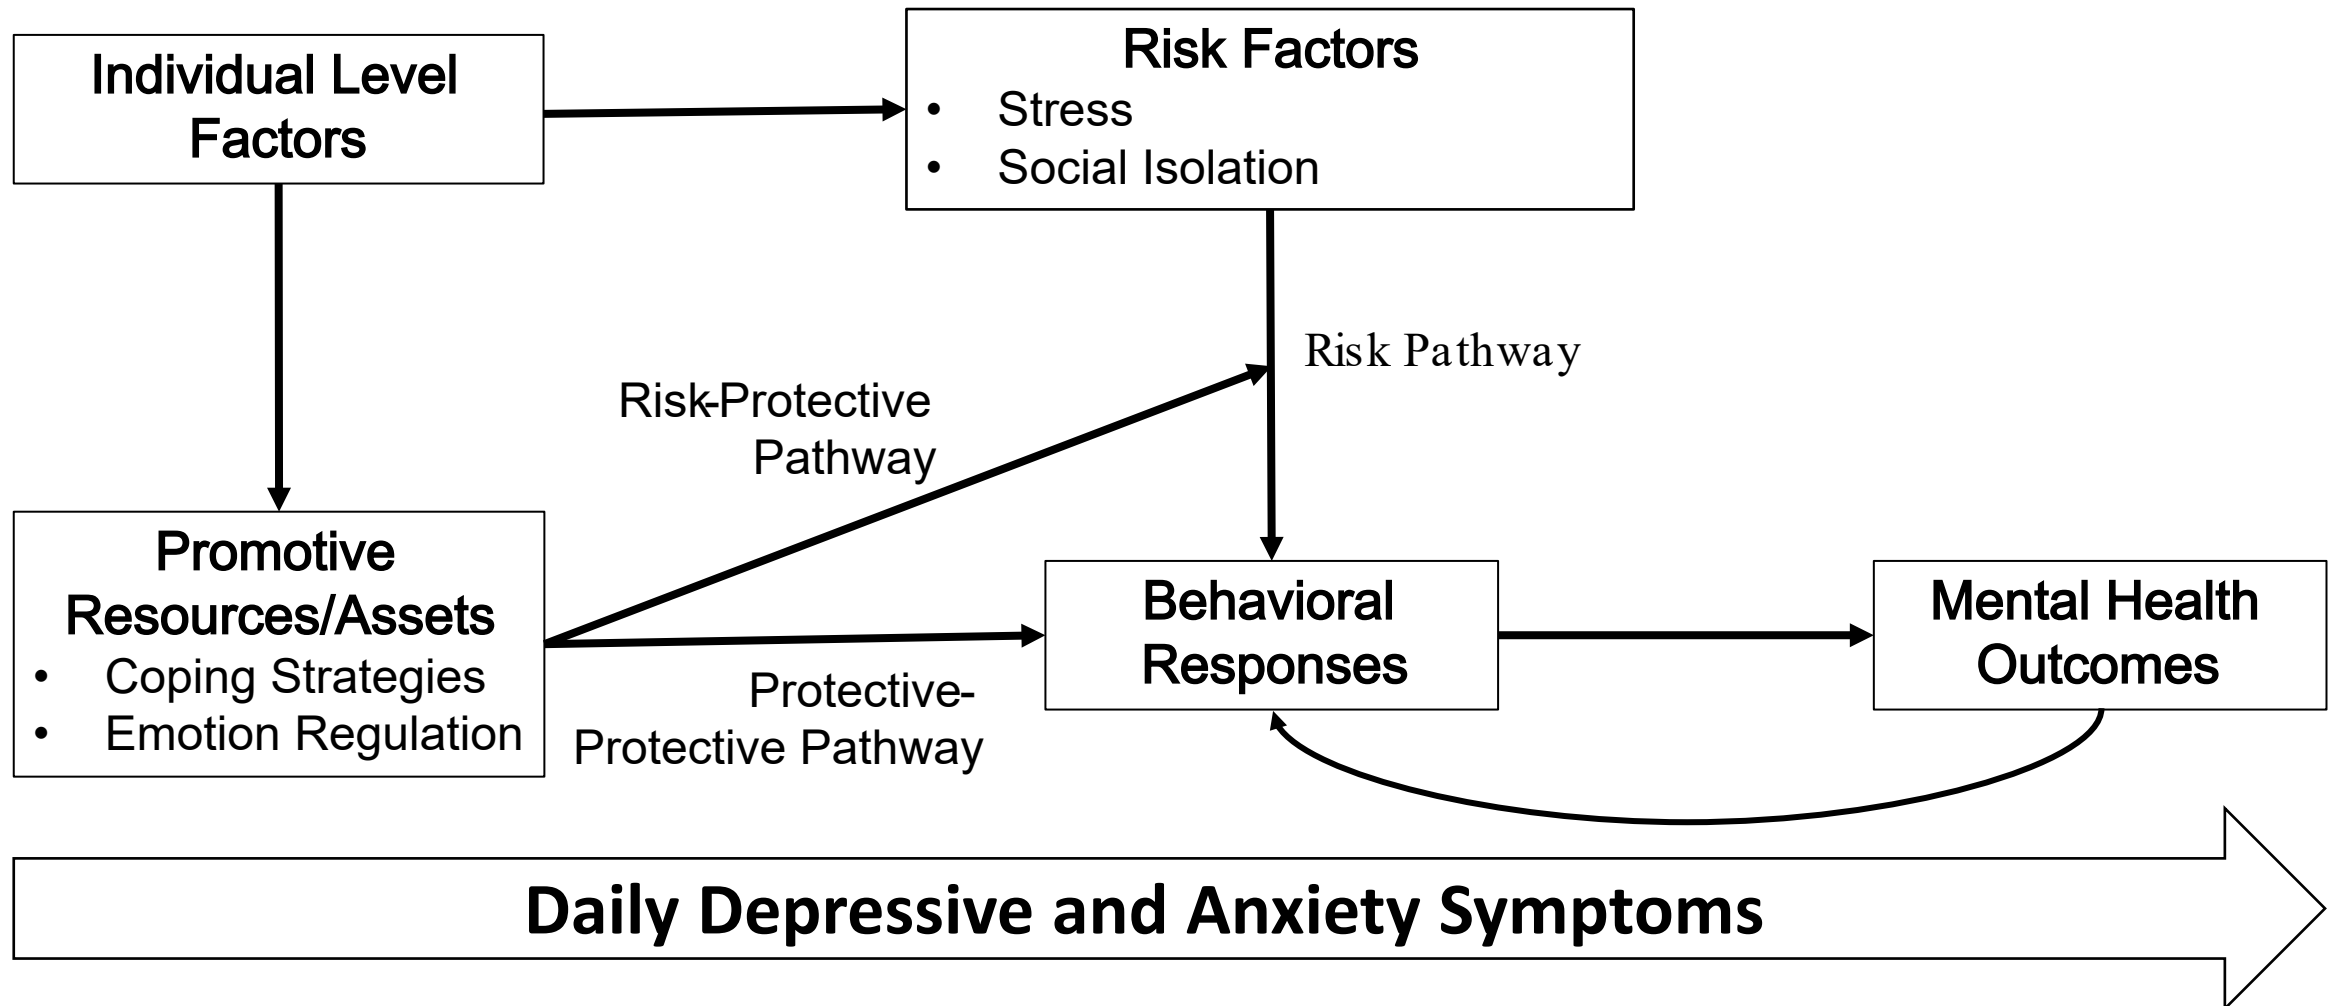 Individual Level
Factors
Risk Factors
• Stress
• Social Isolation
Risk Pathway
Risk-Protective
Pathway
Promotive
Resources/Assets
• Coping Strategies
• Emotion Regulation
Protective-
Protective Pathway
Behavioral
Responses
Mental Health
Outcomes
Daily Depressive and Anxiety Symptoms